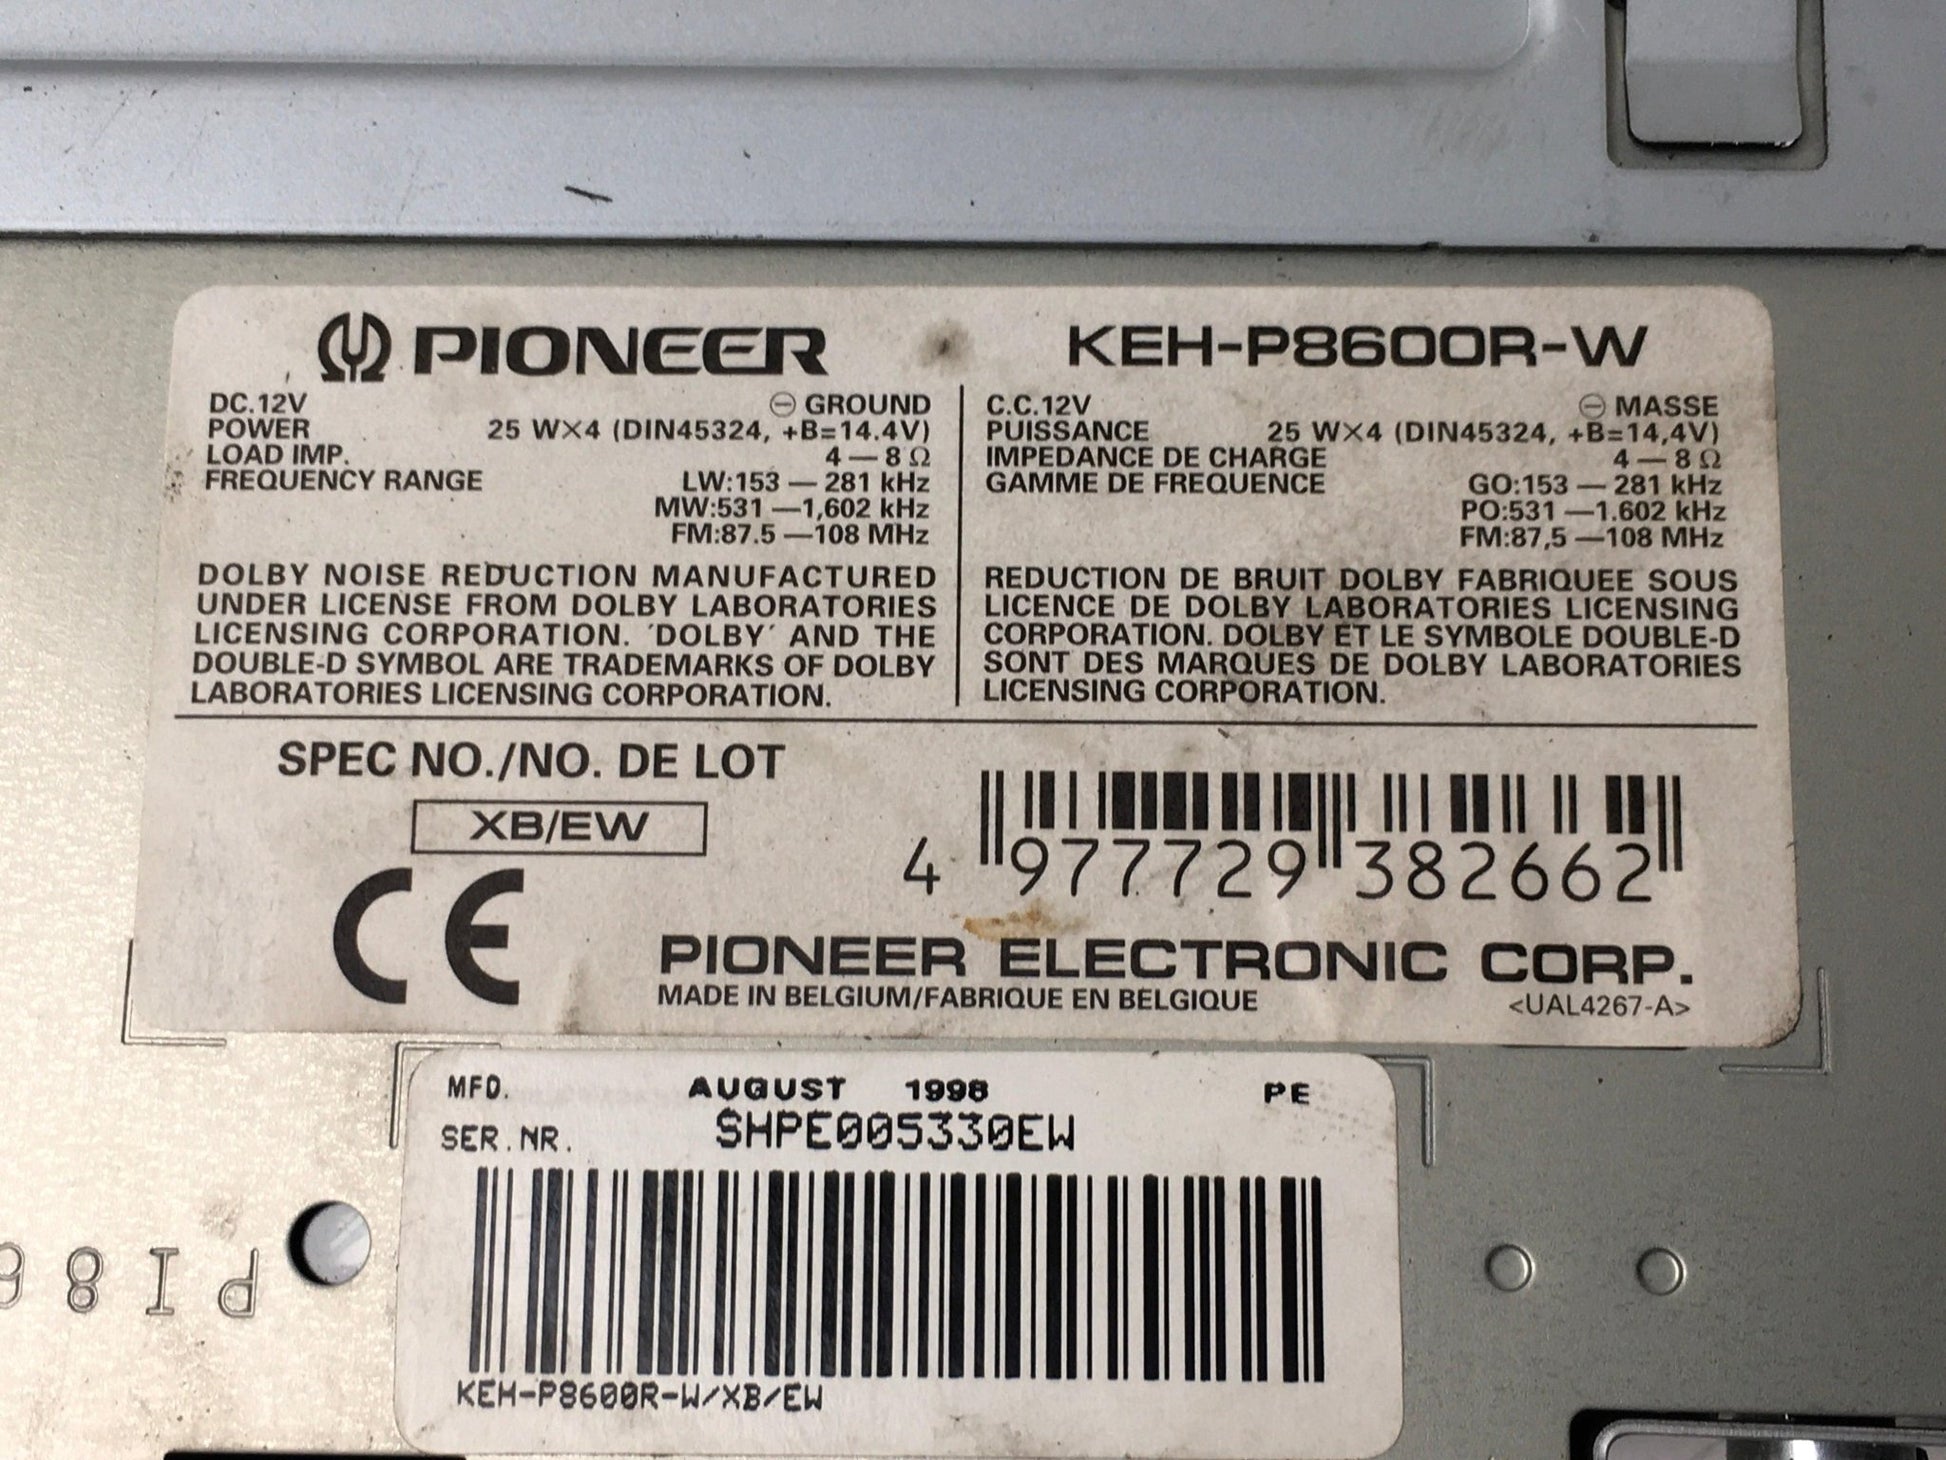 PIONEER
KEH-P8600R-W
DC.12V ⊖ GROUND
POWER 25 W×4 (DIN45324, +B=14.4V)
LOAD IMP. 4 — 8 Ω
FREQUENCY RANGE LW:153 — 281 kHz
MW:531 —1,602 kHz
FM:87.5 —108 MHz
DOLBY NOISE REDUCTION MANUFACTURED
UNDER LICENSE FROM DOLBY LABORATORIES
LICENSING CORPORATION. ‘DOLBY’ AND THE
DOUBLE-D SYMBOL ARE TRADEMARKS OF DOLBY
LABORATORIES LICENSING CORPORATION.
C.C.12V ⊖ MASSE
PUISSANCE 25 W×4 (DIN45324, +B=14,4V)
IMPEDANCE DE CHARGE 4 — 8 Ω
GAMME DE FREQUENCE GO:153 — 281 kHz
PO:531 —1.602 kHz
FM:87,5 —108 MHz
REDUCTION DE BRUIT DOLBY FABRIQUEE SOUS
LICENCE DE DOLBY LABORATORIES LICENSING
CORPORATION. DOLBY ET LE SYMBOLE DOUBLE-D
SONT DES MARQUES DE DOLBY LABORATORIES
LICENSING CORPORATION.
SPEC NO./NO. DE LOT
XB/EW
CE
4 977729 382662
PIONEER ELECTRONIC CORP.
MADE IN BELGIUM/FABRIQUE EN BELGIQUE <UAL4267-A>
MFD. AUGUST 1998 PE
SER.NR. SHPE005330EW
KEH-P8600R-W/XB/EW
PI86